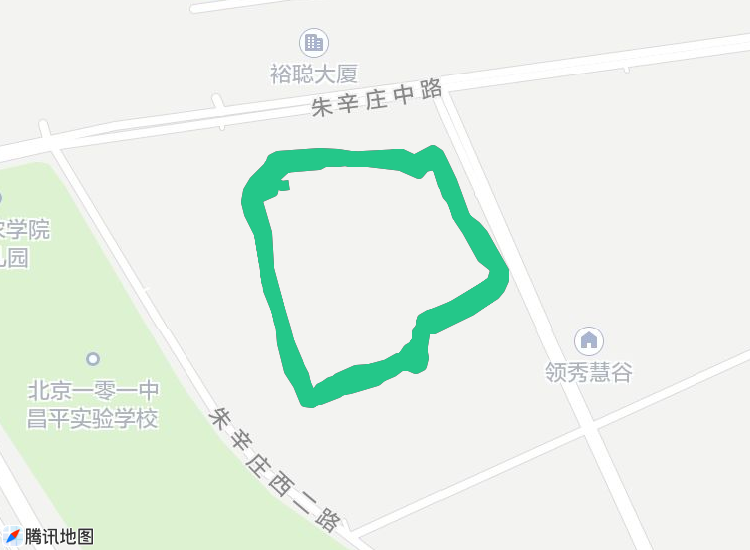 裕聪大厦
朱辛庄中路
农学院
儿园
领秀慧谷
北京一零一中
昌平实验学校
朱辛庄西二路
腾讯地图